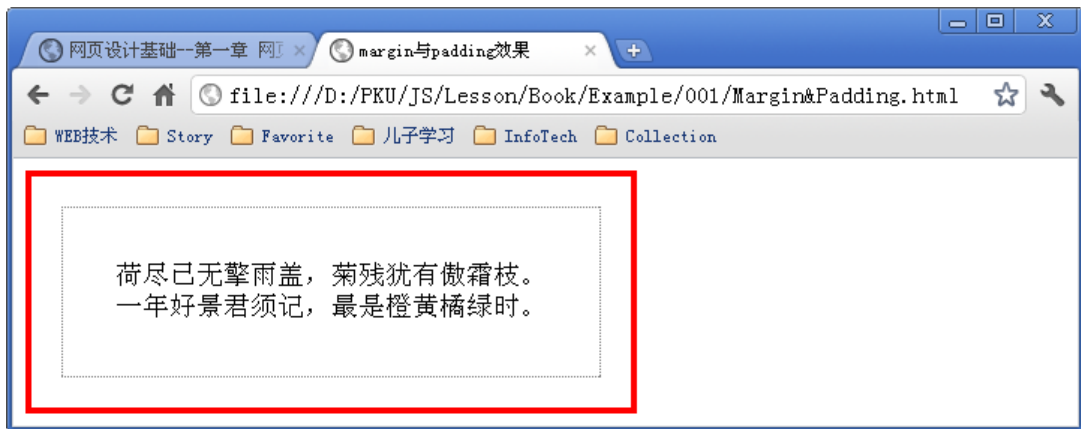 网页设计基础--第一章 网页
margin与padding效果
file:///D:/PKU/JS/Lesson/Book/Example/001/Margin&Padding.html
WEB技术 Story Favorite 儿子学习 InfoTech Collection
荷尽已无擎雨盖，菊残犹有傲霜枝。
一年好景君须记，最是橙黄橘绿时。